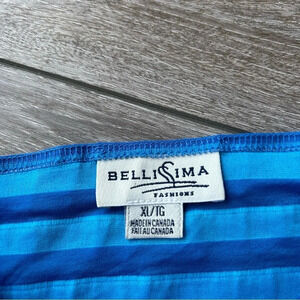 BELLISSIMA
FASHIONS
XL/TG
MADE IN CANADA
FAIT AU CANADA